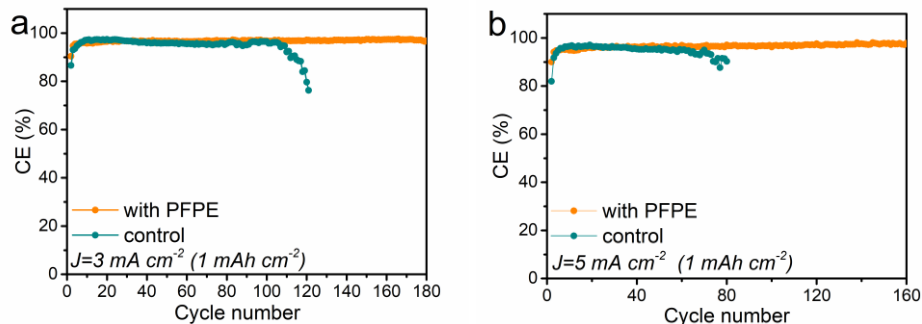 a
100
80
60
40
20
0
CE (%)
with PFPE
control
J=3 mA cm⁻² (1 mAh cm⁻²)
0 20 40 60 80 100 120 140 160 180
Cycle number
b
100
80
60
40
20
0
CE (%)
with PFPE
control
J=5 mA cm⁻² (1 mAh cm⁻²)
0 40 80 120 160
Cycle number